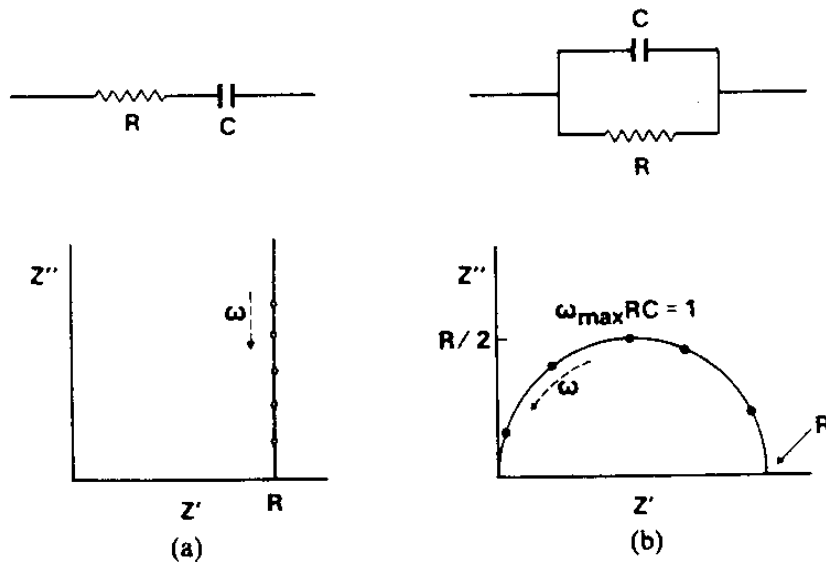 R
C
C
R
Z''
ω
Z'
R
(a)
Z''
R/2
ω_max RC = 1
ω
R
Z'
(b)